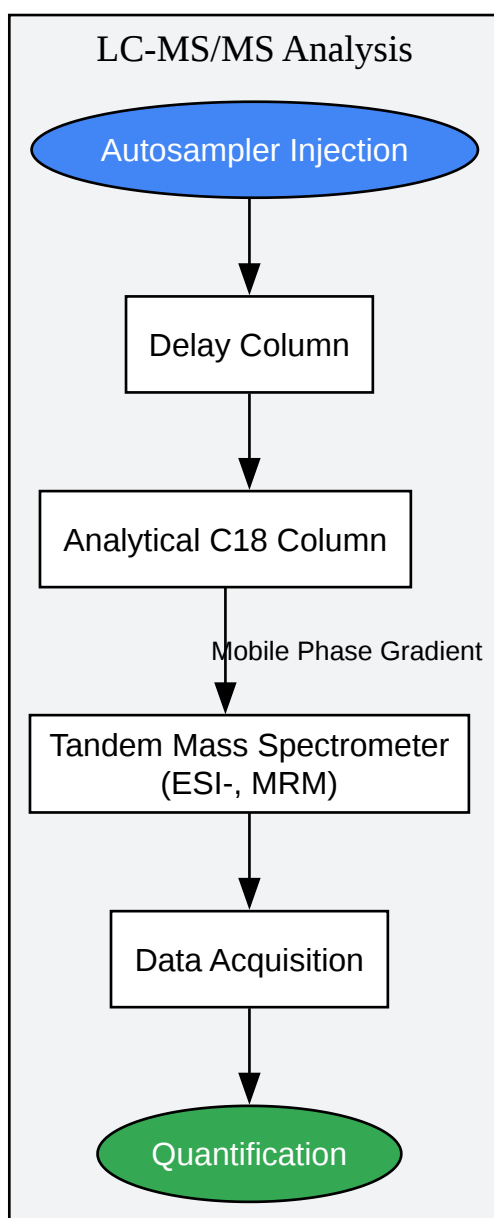 LC-MS/MS Analysis
Autosampler Injection
Delay Column
Analytical C18 Column
Mobile Phase Gradient
Tandem Mass Spectrometer
(ESI-, MRM)
Data Acquisition
Quantification